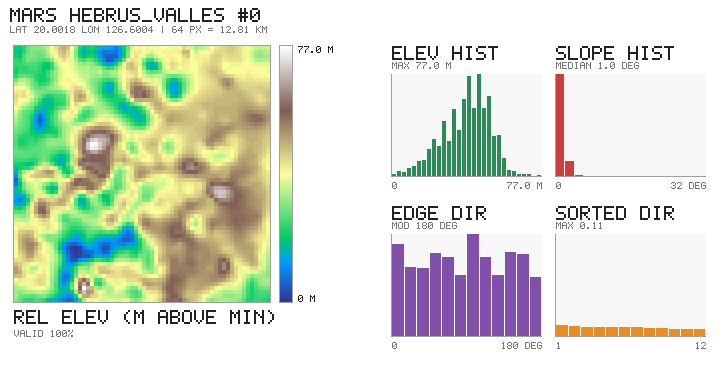 MARS HEBRUS_VALLES #0
LAT 20.0018 LON 126.6004 | 64 PX = 12.81 KM
77.0 M
0 M
REL ELEV (M ABOVE MIN)
VALID 100%
ELEV HIST
MAX 77.0 M
0 77.0 M
SLOPE HIST
MEDIAN 1.0 DEG
0 32 DEG
EDGE DIR
MOD 180 DEG
0 180 DEG
SORTED DIR
MAX 0.11
1 12